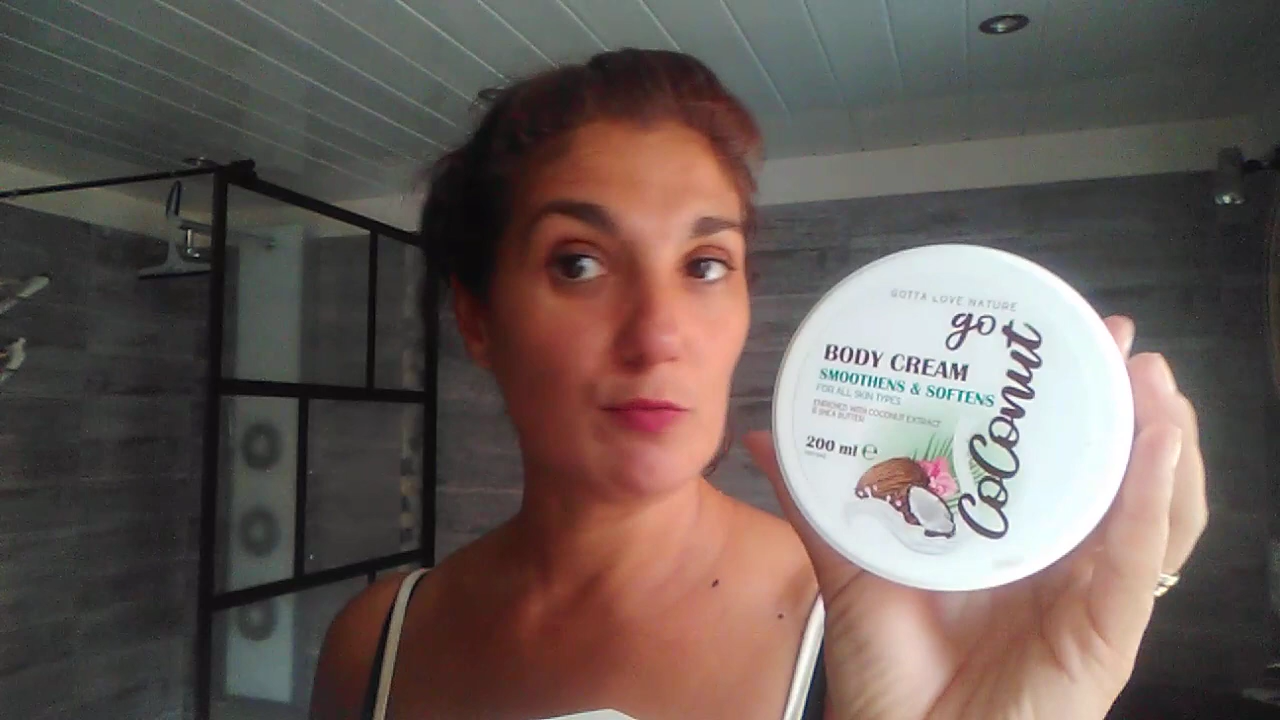 GOTTA LOVE NATURE
go
CoConut
BODY CREAM
SMOOTHENS & SOFTENS
FOR ALL SKIN TYPES
ENRICHED WITH COCONUT EXTRACT
& SHEA BUTTER
200 ml ℮